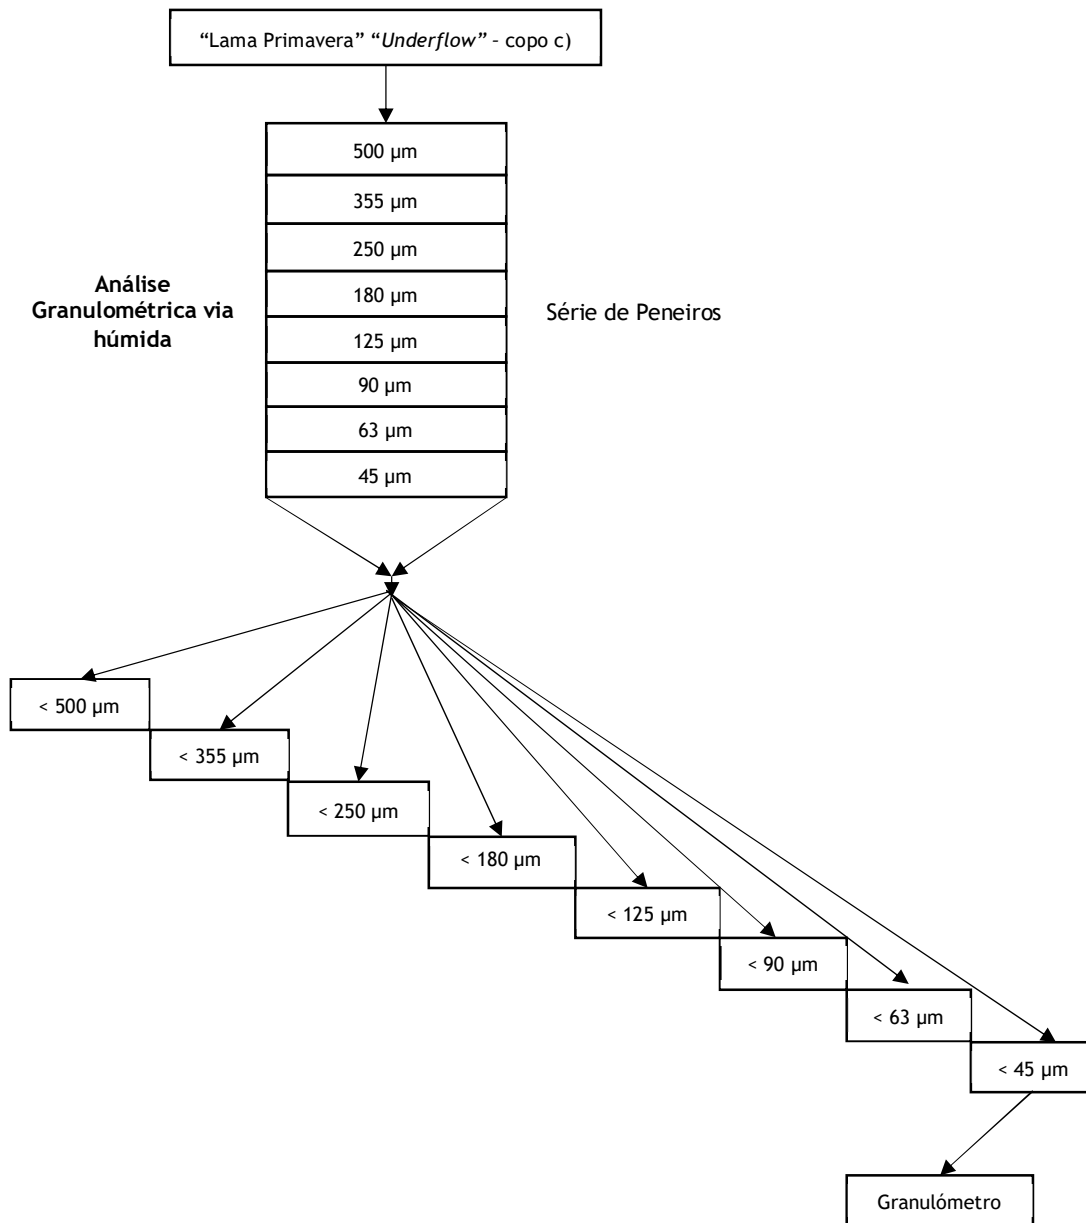 “Lama Primavera” “Underflow” – copo c)
500 µm
355 µm
250 µm
180 µm
125 µm
90 µm
63 µm
45 µm
Análise
Granulométrica via
húmida
Série de Peneiros
< 500 µm
< 355 µm
< 250 µm
< 180 µm
< 125 µm
< 90 µm
< 63 µm
< 45 µm
Granulómetro